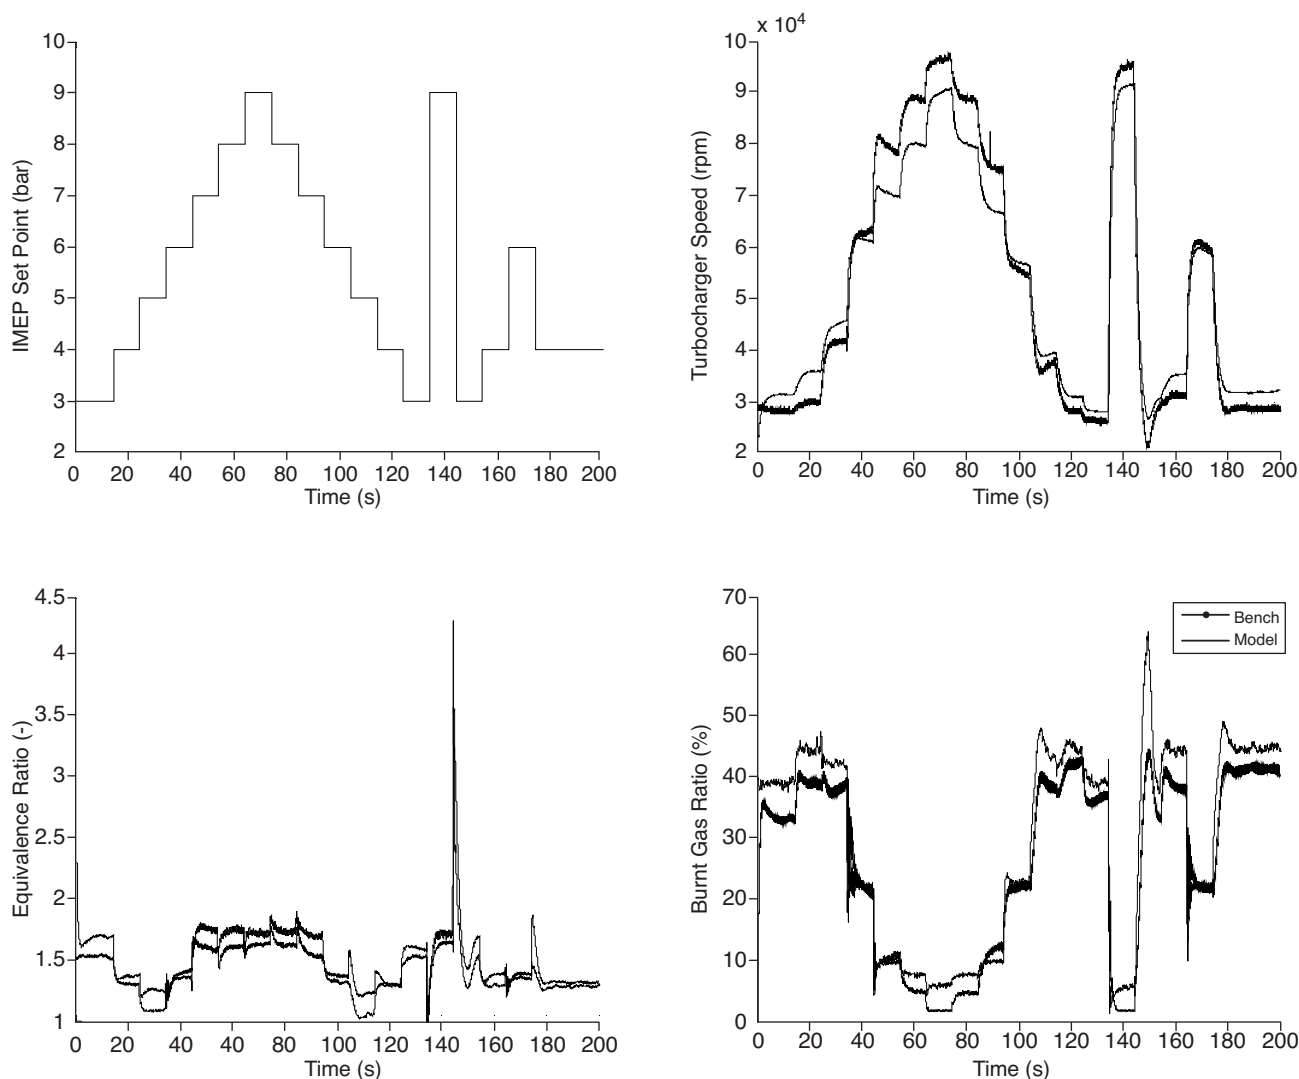 10
9
8
7
6
5
4
3
2
0 20 40 60 80 100 120 140 160 180 200
IMEP Set Point (bar)
Time (s)
x 10⁴
10
9
8
7
6
5
4
3
2
0 20 40 60 80 100 120 140 160 180 200
Turbocharger Speed (rpm)
Time (s)
4.5
4
3.5
3
2.5
2
1.5
1
0 20 40 60 80 100 120 140 160 180 200
Equivalence Ratio (-)
Time (s)
70
60
50
40
30
20
10
0
0 20 40 60 80 100 120 140 160 180 200
Burnt Gas Ratio (%)
Time (s)
Bench
Model